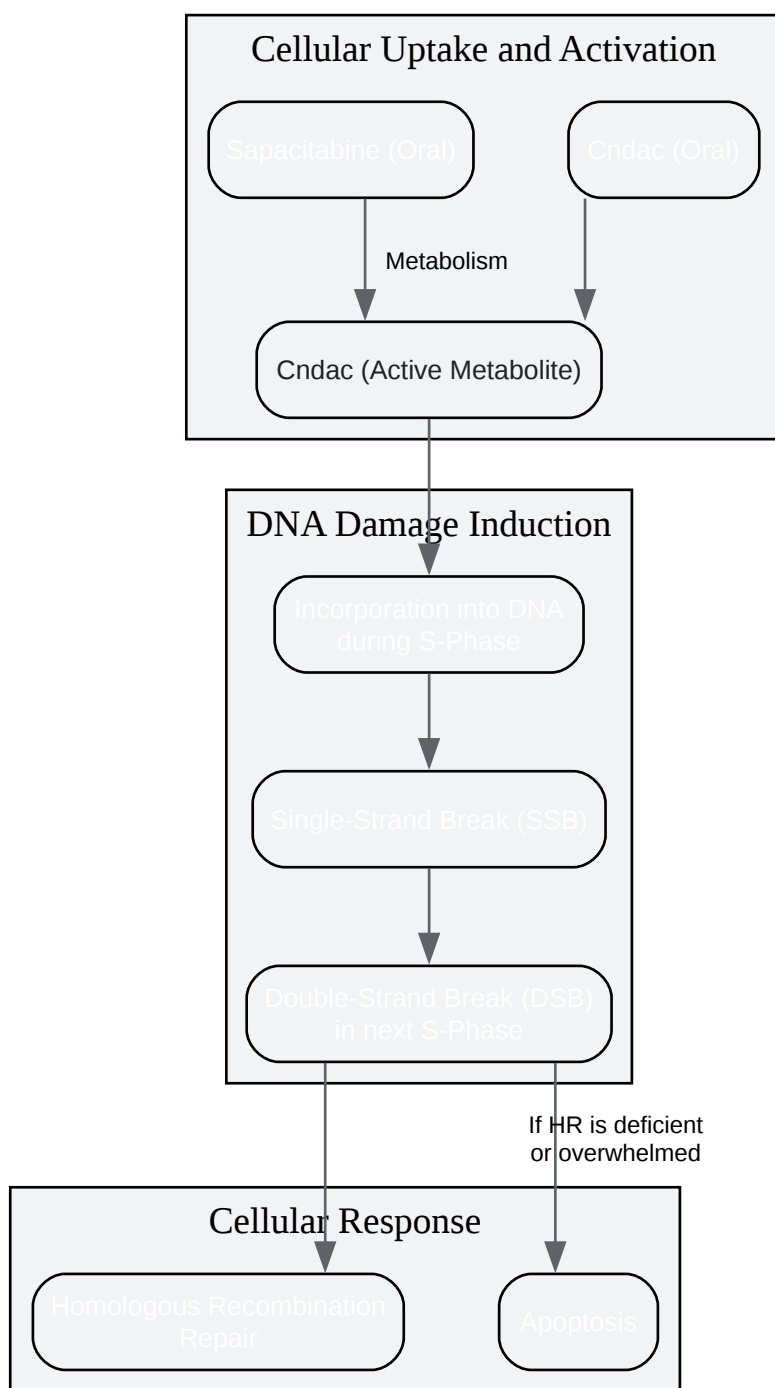 Cellular Uptake and Activation
Sapacitabine (Oral)
Cndac (Oral)
Metabolism
Cndac (Active Metabolite)
DNA Damage Induction
Incorporation into DNA
during S-Phase
Single-Strand Break (SSB)
Double-Strand Break (DSB)
in next S-Phase
If HR is deficient
or overwhelmed
Cellular Response
Homologous Recombination
Repair
Apoptosis